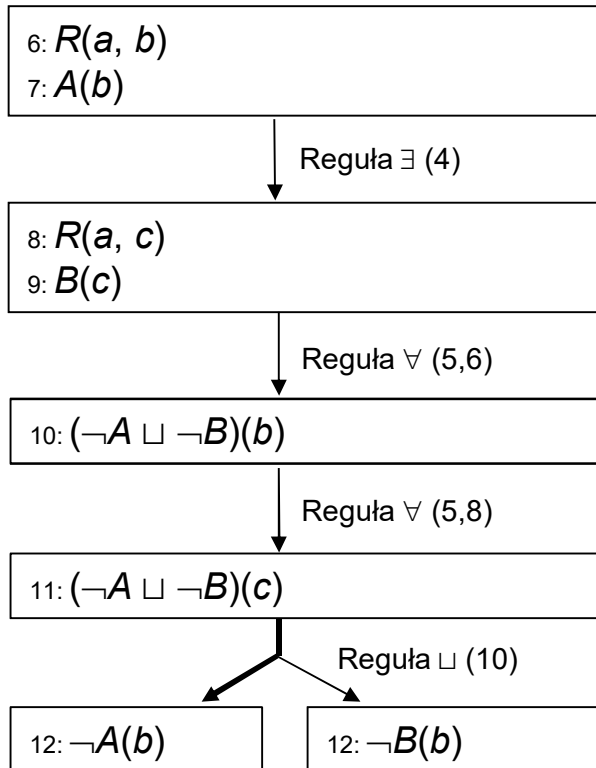 6: R(a, b)
7: A(b)
Reguła ∃ (4)
8: R(a, c)
9: B(c)
Reguła ∀ (5,6)
10: (¬A ⊔ ¬B)(b)
Reguła ∀ (5,8)
11: (¬A ⊔ ¬B)(c)
Reguła ⊔ (10)
12: ¬A(b)
12: ¬B(b)